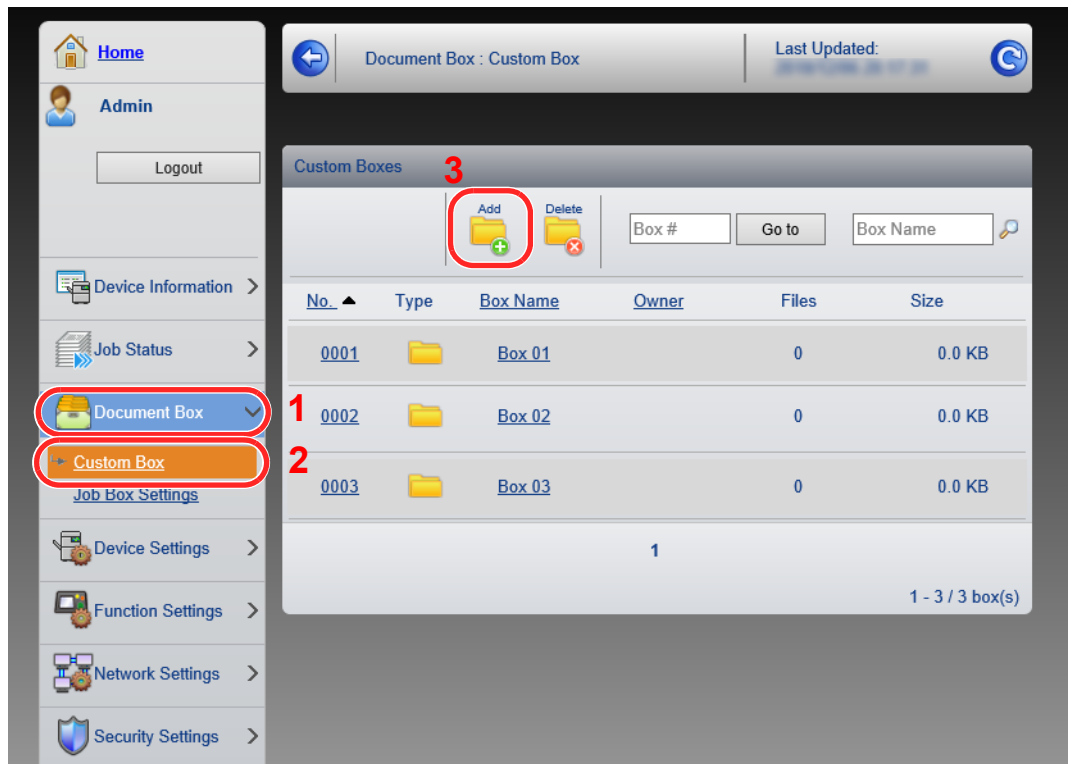 Home
Document Box : Custom Box
Last Updated:
Admin
Logout
Custom Boxes
3
Add
Delete
Box #
Go to
Box Name
Device Information
No. ▲ Type Box Name Owner Files Size
Job Status
0001 Box 01 0 0.0 KB
Document Box
1
0002 Box 02 0 0.0 KB
Custom Box
2
Job Box Settings
0003 Box 03 0 0.0 KB
Device Settings
1
Function Settings
1 - 3 / 3 box(s)
Network Settings
Security Settings